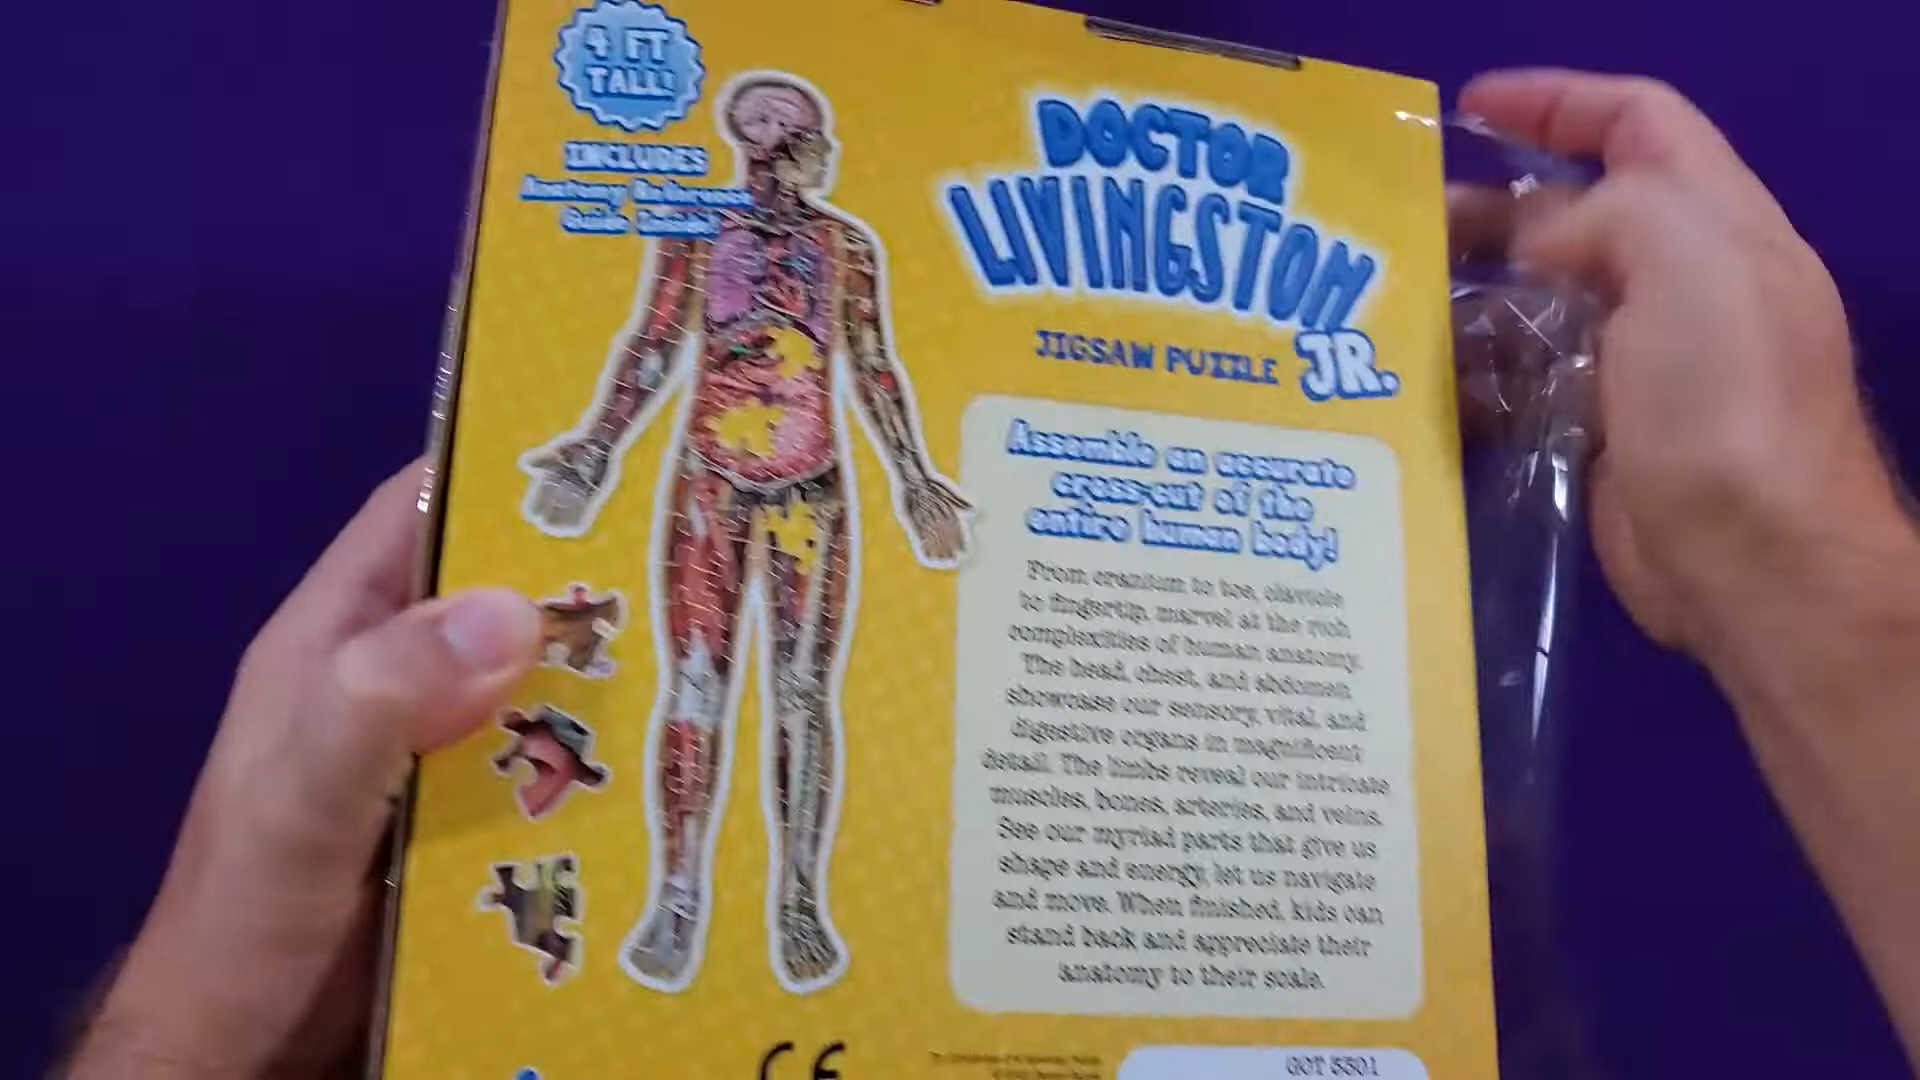 4 FT
TALL!
INCLUDES
Anatomy Reference
Guide Inside!
DOCTOR
LIVINGSTON
JR.
JIGSAW PUZZLE
Assemble an accurate
cross-cut of the
entire human body!
From cranium to toe, clavicle
to fingertip, marvel at the rich
complexities of human anatomy.
The head, chest, and abdomen
showcase our sensory, vital, and
digestive organs in magnificent
detail. The limbs reveal our intricate
muscles, bones, arteries, and veins.
See our myriad parts that give us
shape and energy, let us navigate
and move. When finished, kids can
stand back and appreciate their
anatomy to their scale.
CE